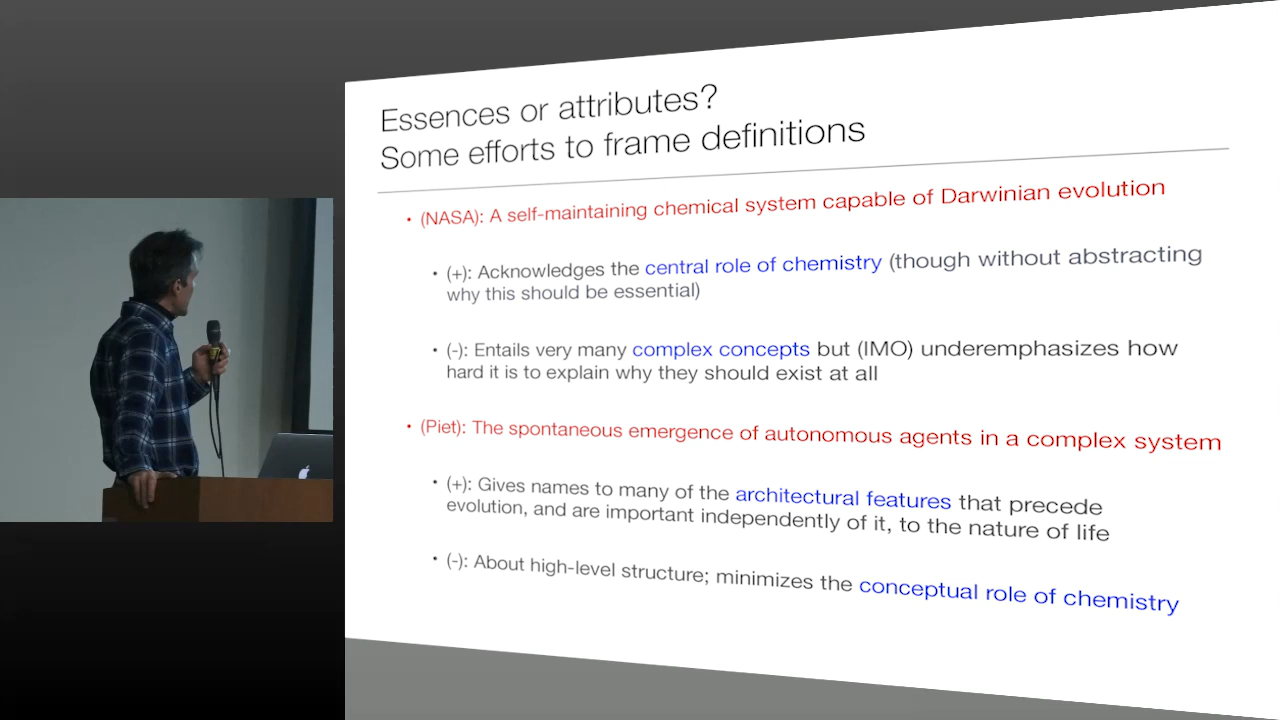 Essences or attributes?
Some efforts to frame definitions
• (NASA): A self-maintaining chemical system capable of Darwinian evolution
• (+): Acknowledges the central role of chemistry (though without abstracting
why this should be essential)
• (-): Entails very many complex concepts but (IMO) underemphasizes how
hard it is to explain why they should exist at all
• (Piet): The spontaneous emergence of autonomous agents in a complex system
• (+): Gives names to many of the architectural features that precede
evolution, and are important independently of it, to the nature of life
• (-): About high-level structure; minimizes the conceptual role of chemistry